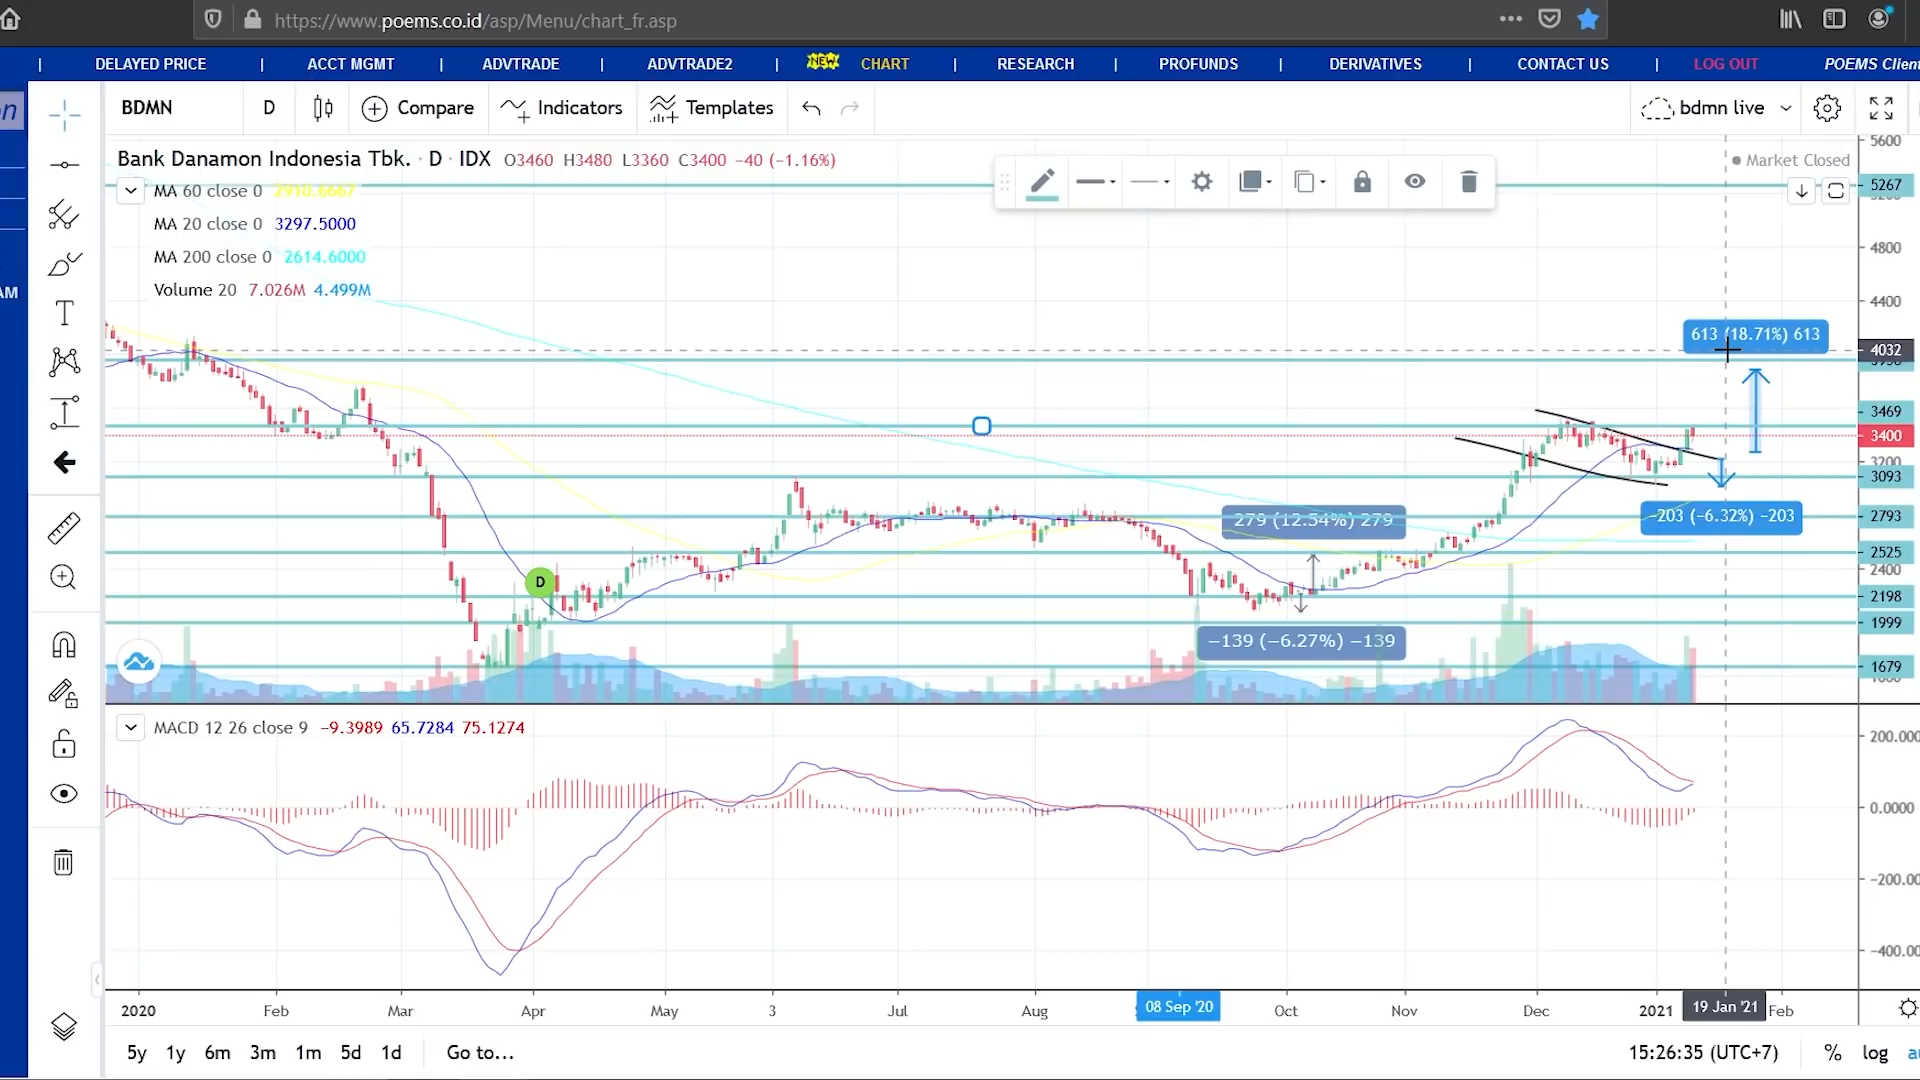 https://www.poems.co.id/asp/Menu/chart_fr.asp
| DELAYED PRICE | ACCT MGMT | ADVTRADE | ADVTRADE2 | NEW CHART | RESEARCH | PROFUNDS | DERIVATIVES | CONTACT US | LOG OUT POEMS Client
BDMN D Compare Indicators Templates bdmn live
Bank Danamon Indonesia Tbk. · D · IDX O3460 H3480 L3360 C3400 −40 (−1.16%)
Market Closed
MA 60 close 0 2910.6667
MA 20 close 0 3297.5000
MA 200 close 0 2614.6000
Volume 20 7.026M 4.499M
AM
5600
5267
4800
4400
613 (18.71%) 613
4032
3469
3400
3200
3093
279 (12.54%) 279
−203 (−6.32%) −203
2793
2525
2400
D
2198
1999
−139 (−6.27%) −139
1679
MACD 12 26 close 9 −9.3989 65.7284 75.1274
200.000
0.0000
−200.00
−400.00
2020 Feb Mar Apr May 3 Jul Aug 08 Sep '20 Oct Nov Dec 2021 19 Jan '21 Feb
5y 1y 6m 3m 1m 5d 1d Go to... 15:26:35 (UTC+7) % log